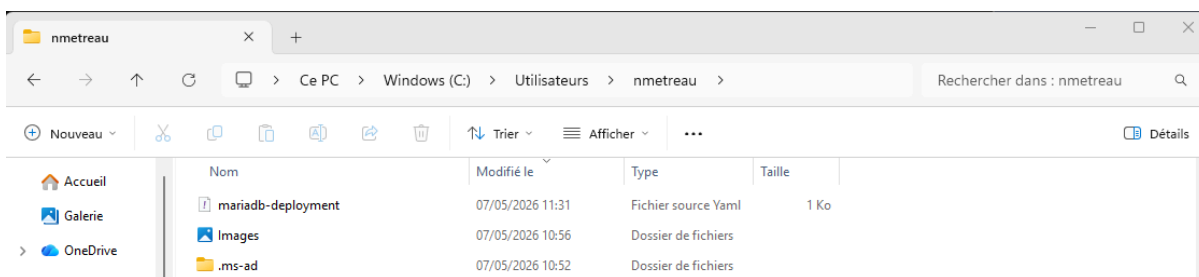 nmetreau
Ce PC > Windows (C:) > Utilisateurs > nmetreau >
Rechercher dans : nmetreau
Nouveau
Trier
Afficher
Détails
Accueil
Galerie
OneDrive
Nom Modifié le Type Taille
mariadb-deployment 07/05/2026 11:31 Fichier source Yaml 1 Ko
Images 07/05/2026 10:56 Dossier de fichiers
.ms-ad 07/05/2026 10:52 Dossier de fichiers